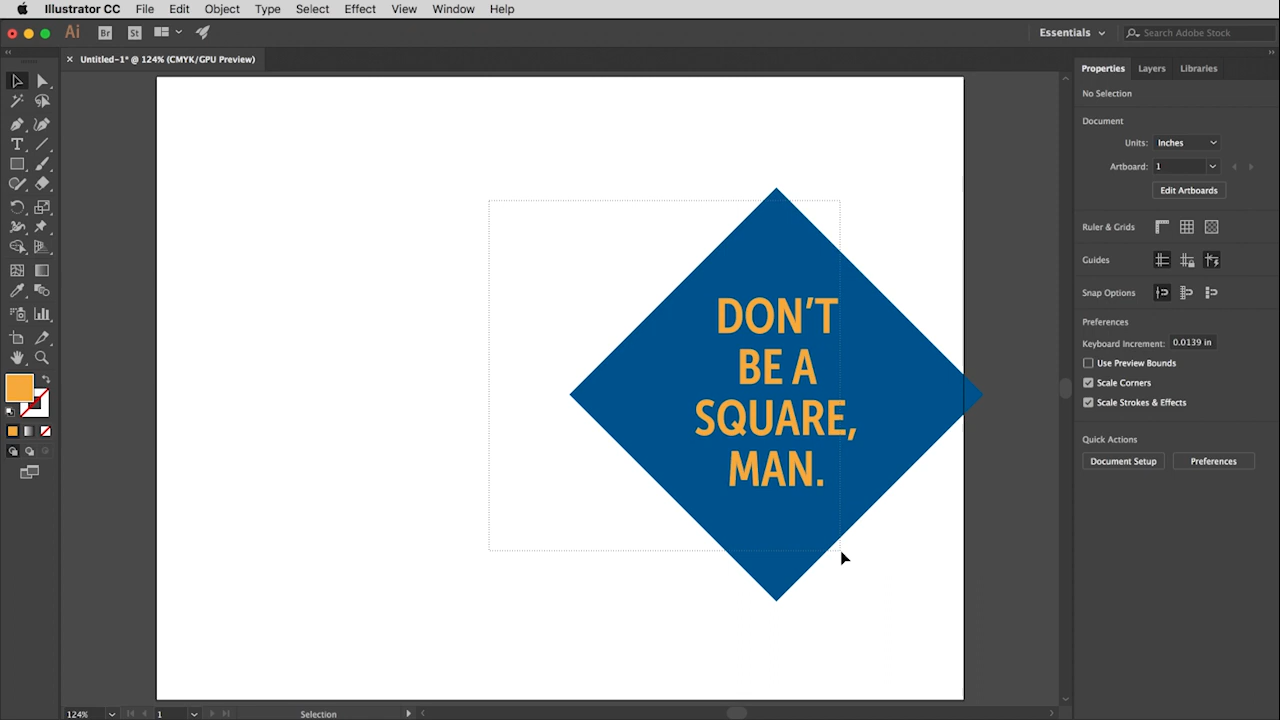 Illustrator CC File Edit Object Type Select Effect View Window Help
Ai Br St Essentials Search Adobe Stock
× Untitled-1* @ 124% (CMYK/GPU Preview)
Properties Layers Libraries
No Selection
Document
Units: Inches
Artboard: 1
Edit Artboards
Ruler & Grids
Guides
Snap Options
Preferences
Keyboard Increment: 0.0139 in
Use Preview Bounds
Scale Corners
Scale Strokes & Effects
Quick Actions
Document Setup Preferences
DON’T
BE A
SQUARE,
MAN.
124% 1 Selection